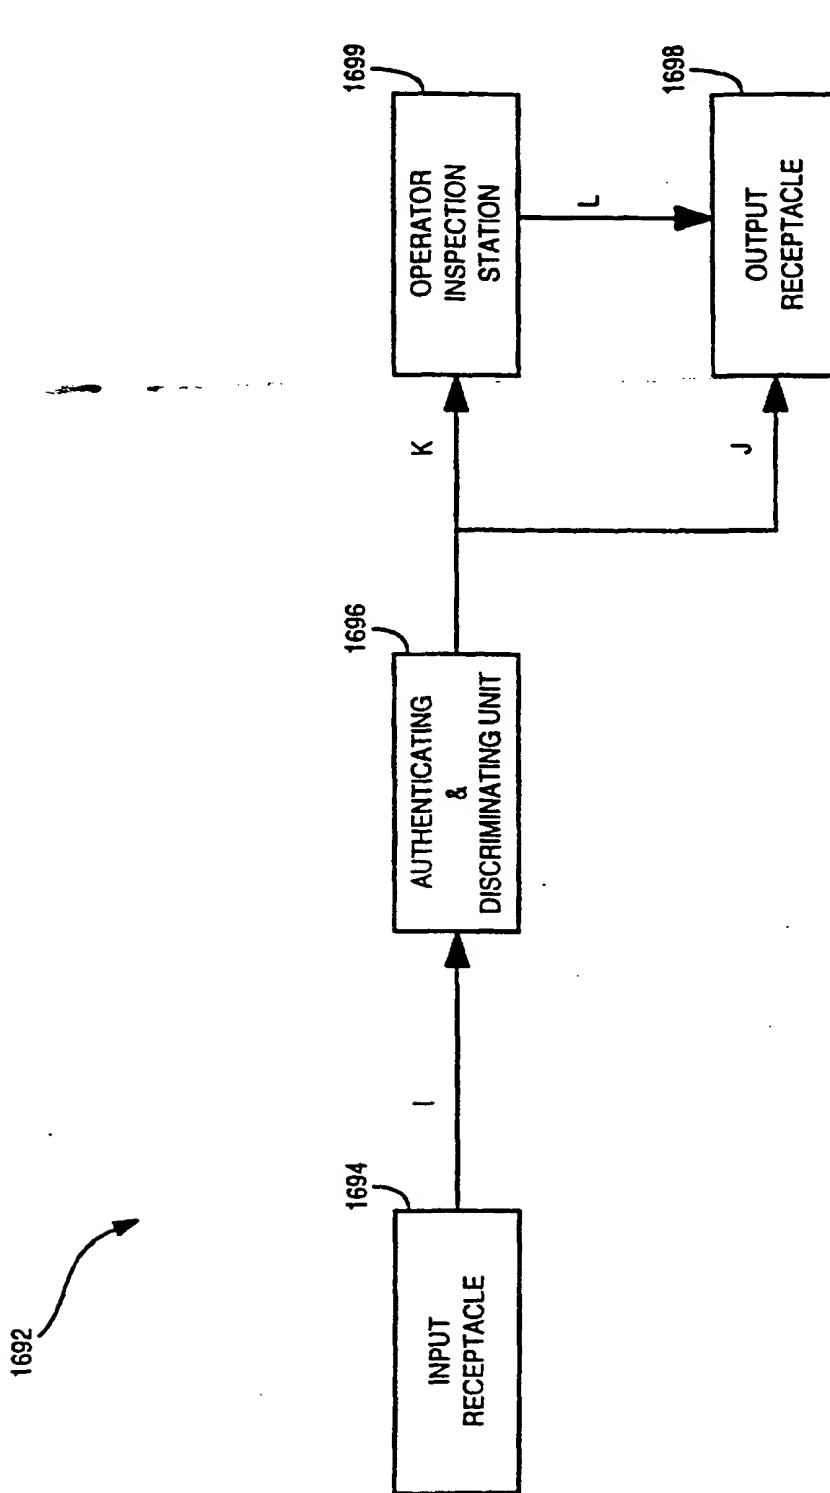 1692
1694
INPUT
RECEPTACLE
I
1696
AUTHENTICATING
&
DISCRIMINATING UNIT
K
J
1699
OPERATOR
INSPECTION
STATION
L
1698
OUTPUT
RECEPTACLE